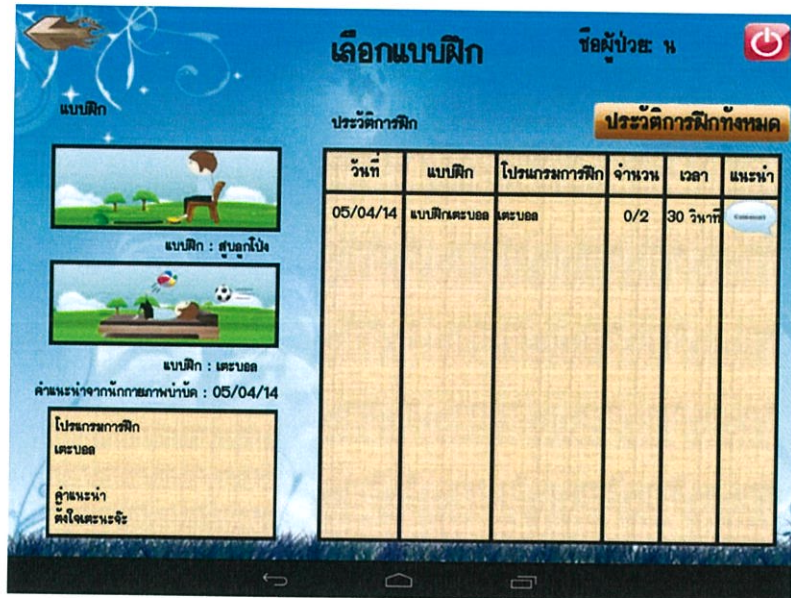 เลือกแบบฝึก
ชื่อผู้ป่วย: น
แบบฝึก
แบบฝึก : สูบลูกโป่ง
แบบฝึก : เตะบอล
คำแนะนำจากนักกายภาพบำบัด : 05/04/14
โปรแกรมการฝึก
เตะบอล
คำแนะนำ
ตั้งใจเตะนะจ๊ะ
ประวัติการฝึก
ประวัติการฝึกทั้งหมด
วันที่ แบบฝึก โปรแกรมการฝึก จำนวน เวลา แนะนำ
05/04/14 แบบฝึกเตะบอล เตะบอล 0/2 30 วินาที Comment